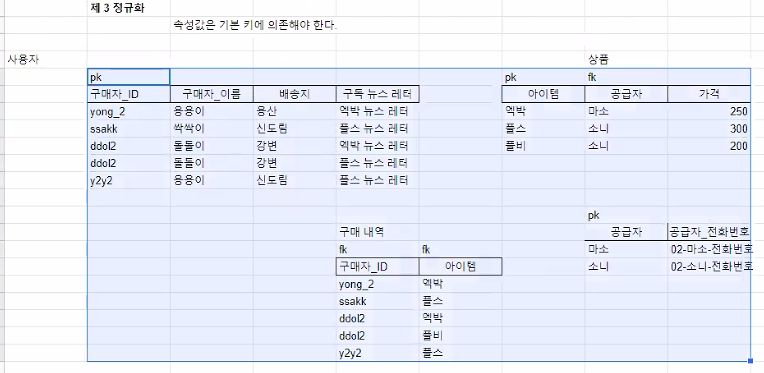 제 3 정규화
속성값은 기본 키에 의존해야 한다.
사용자 상품
pk pk fk
구매자_ID 구매자_이름 배송지 구독 뉴스 레터 아이템 공급자 가격
yong_2 용용이 용산 엑박 뉴스 레터 엑박 마소 250
ssakk 싹싹이 신도림 플스 뉴스 레터 플스 소니 300
ddol2 돌돌이 강변 엑박 뉴스 레터 플비 소니 200
ddol2 돌돌이 강변 플스 뉴스 레터
y2y2 용용이 신도림 플스 뉴스 레터
pk
구매 내역 공급자 공급자_전화번호
fk fk 마소 02-마소-전화번호
구매자_ID 아이템 소니 02-소니-전화번호
yong_2 엑박
ssakk 플스
ddol2 엑박
ddol2 플비
y2y2 플스